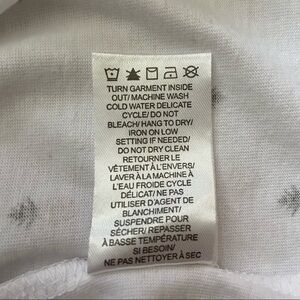 TURN GARMENT INSIDE
OUT/MACHINE WASH
COLD WATER DELICATE
CYCLE/DO NOT
BLEACH/HANG TO DRY/
IRON ON LOW
SETTING IF NEEDED/
DO NOT DRY CLEAN
RETOURNER LE
VÊTEMENT À L'ENVERS/
LAVER À LA MACHINE À
L'EAU FROIDE CYCLE
DÉLICAT/ NE PAS
UTILISER D'AGENT DE
BLANCHIMENT/
SUSPENDRE POUR
SÉCHER/ REPASSER
À BASSE TEMPÉRATURE
SI BESOIN/
NE PAS NETTOYER À SEC